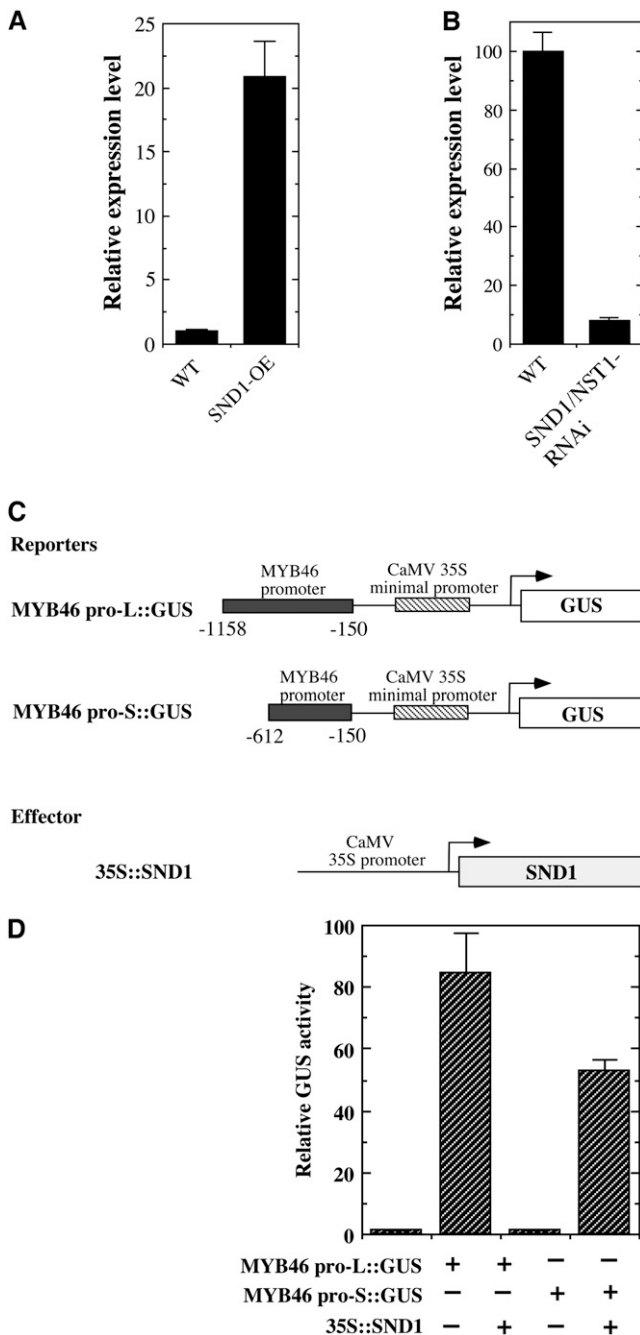 A
Relative expression level
25
20
15
10
5
0
WT
SND1-OE
B
Relative expression level
100
80
60
40
20
0
WT
SND1/NST1-
RNAi
C
Reporters
MYB46 pro-L::GUS
MYB46
promoter
CaMV 35S
minimal promoter
GUS
-1158
-150
MYB46 pro-S::GUS
MYB46
promoter
CaMV 35S
minimal promoter
GUS
-612
-150
Effector
35S::SND1
CaMV
35S promoter
SND1
D
Relative GUS activity
100
80
60
40
20
0
MYB46 pro-L::GUS + + − −
MYB46 pro-S::GUS − − + +
35S::SND1 − + − +